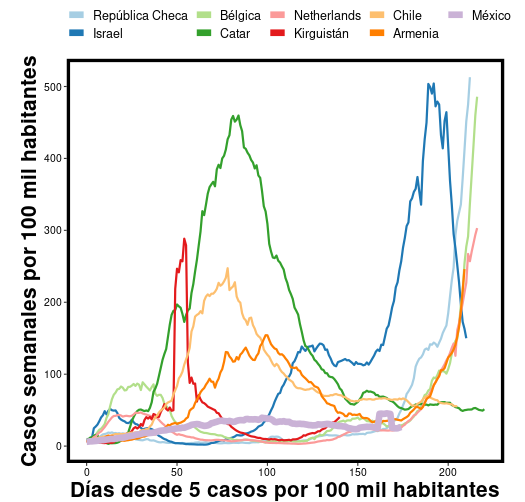 República Checa Bélgica Netherlands Chile México
Israel Catar Kirguistán Armenia
Casos semanales por 100 mil habitantes
500
400
300
200
100
0
0 50 100 150 200
Días desde 5 casos por 100 mil habitantes